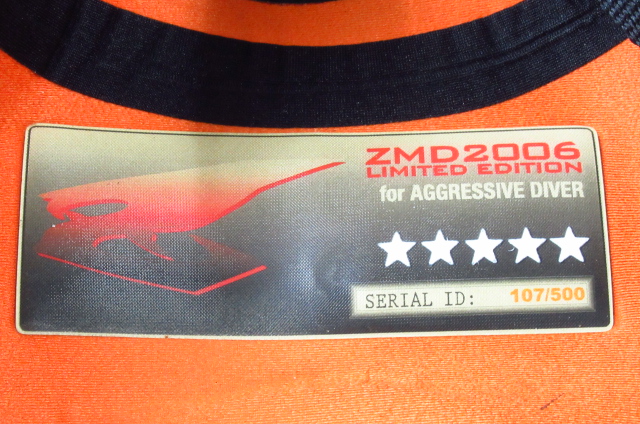 ZMD2006
LIMITED EDITION
for AGGRESSIVE DIVER
SERIAL ID: 107/500